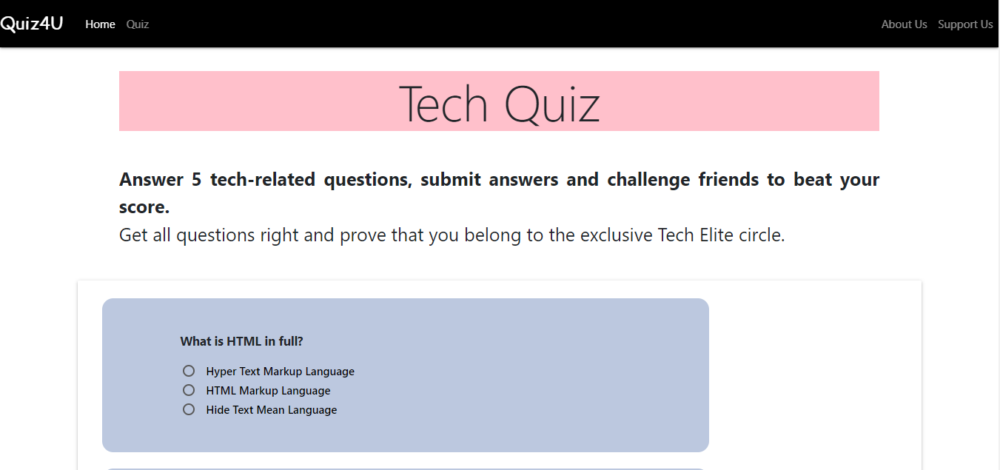 Quiz4U Home Quiz About Us Support Us
Tech Quiz
Answer 5 tech-related questions, submit answers and challenge friends to beat your
score.
Get all questions right and prove that you belong to the exclusive Tech Elite circle.
What is HTML in full?
Hyper Text Markup Language
HTML Markup Language
Hide Text Mean Language